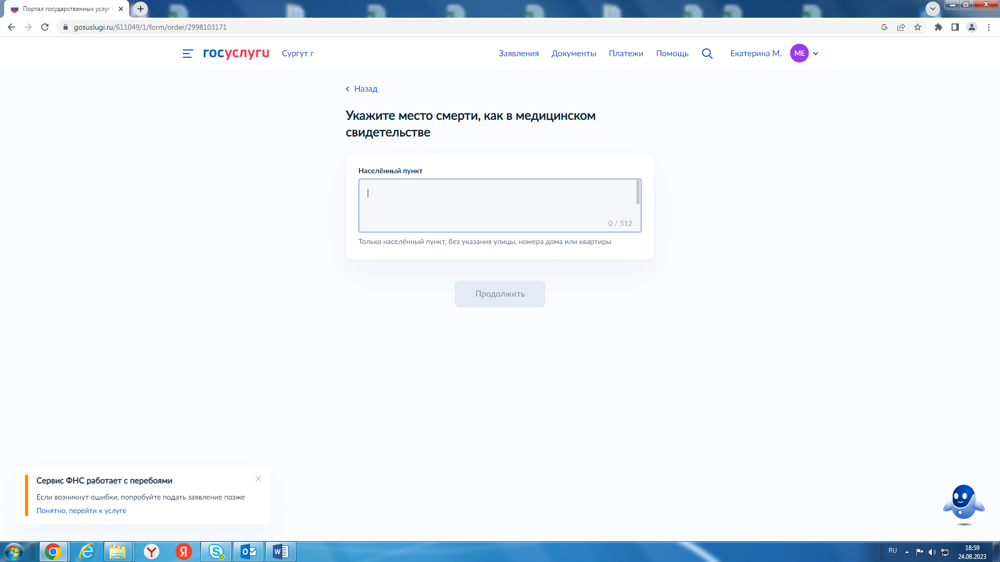 Портал государственных услуг
gosuslugi.ru/611049/1/form/order/2998103171
госуслуги
Сургут г
Заявления
Документы
Платежи
Помощь
Екатерина М.
МЕ
Назад
Укажите место смерти, как в медицинском
свидетельстве
Населённый пункт
0 / 512
Только населённый пункт, без указания улицы, номера дома или квартиры
Продолжить
Сервис ФНС работает с перебоями
Если возникнут ошибки, попробуйте подать заявление позже
Понятно, перейти к услуге
RU
18:59
24.08.2023